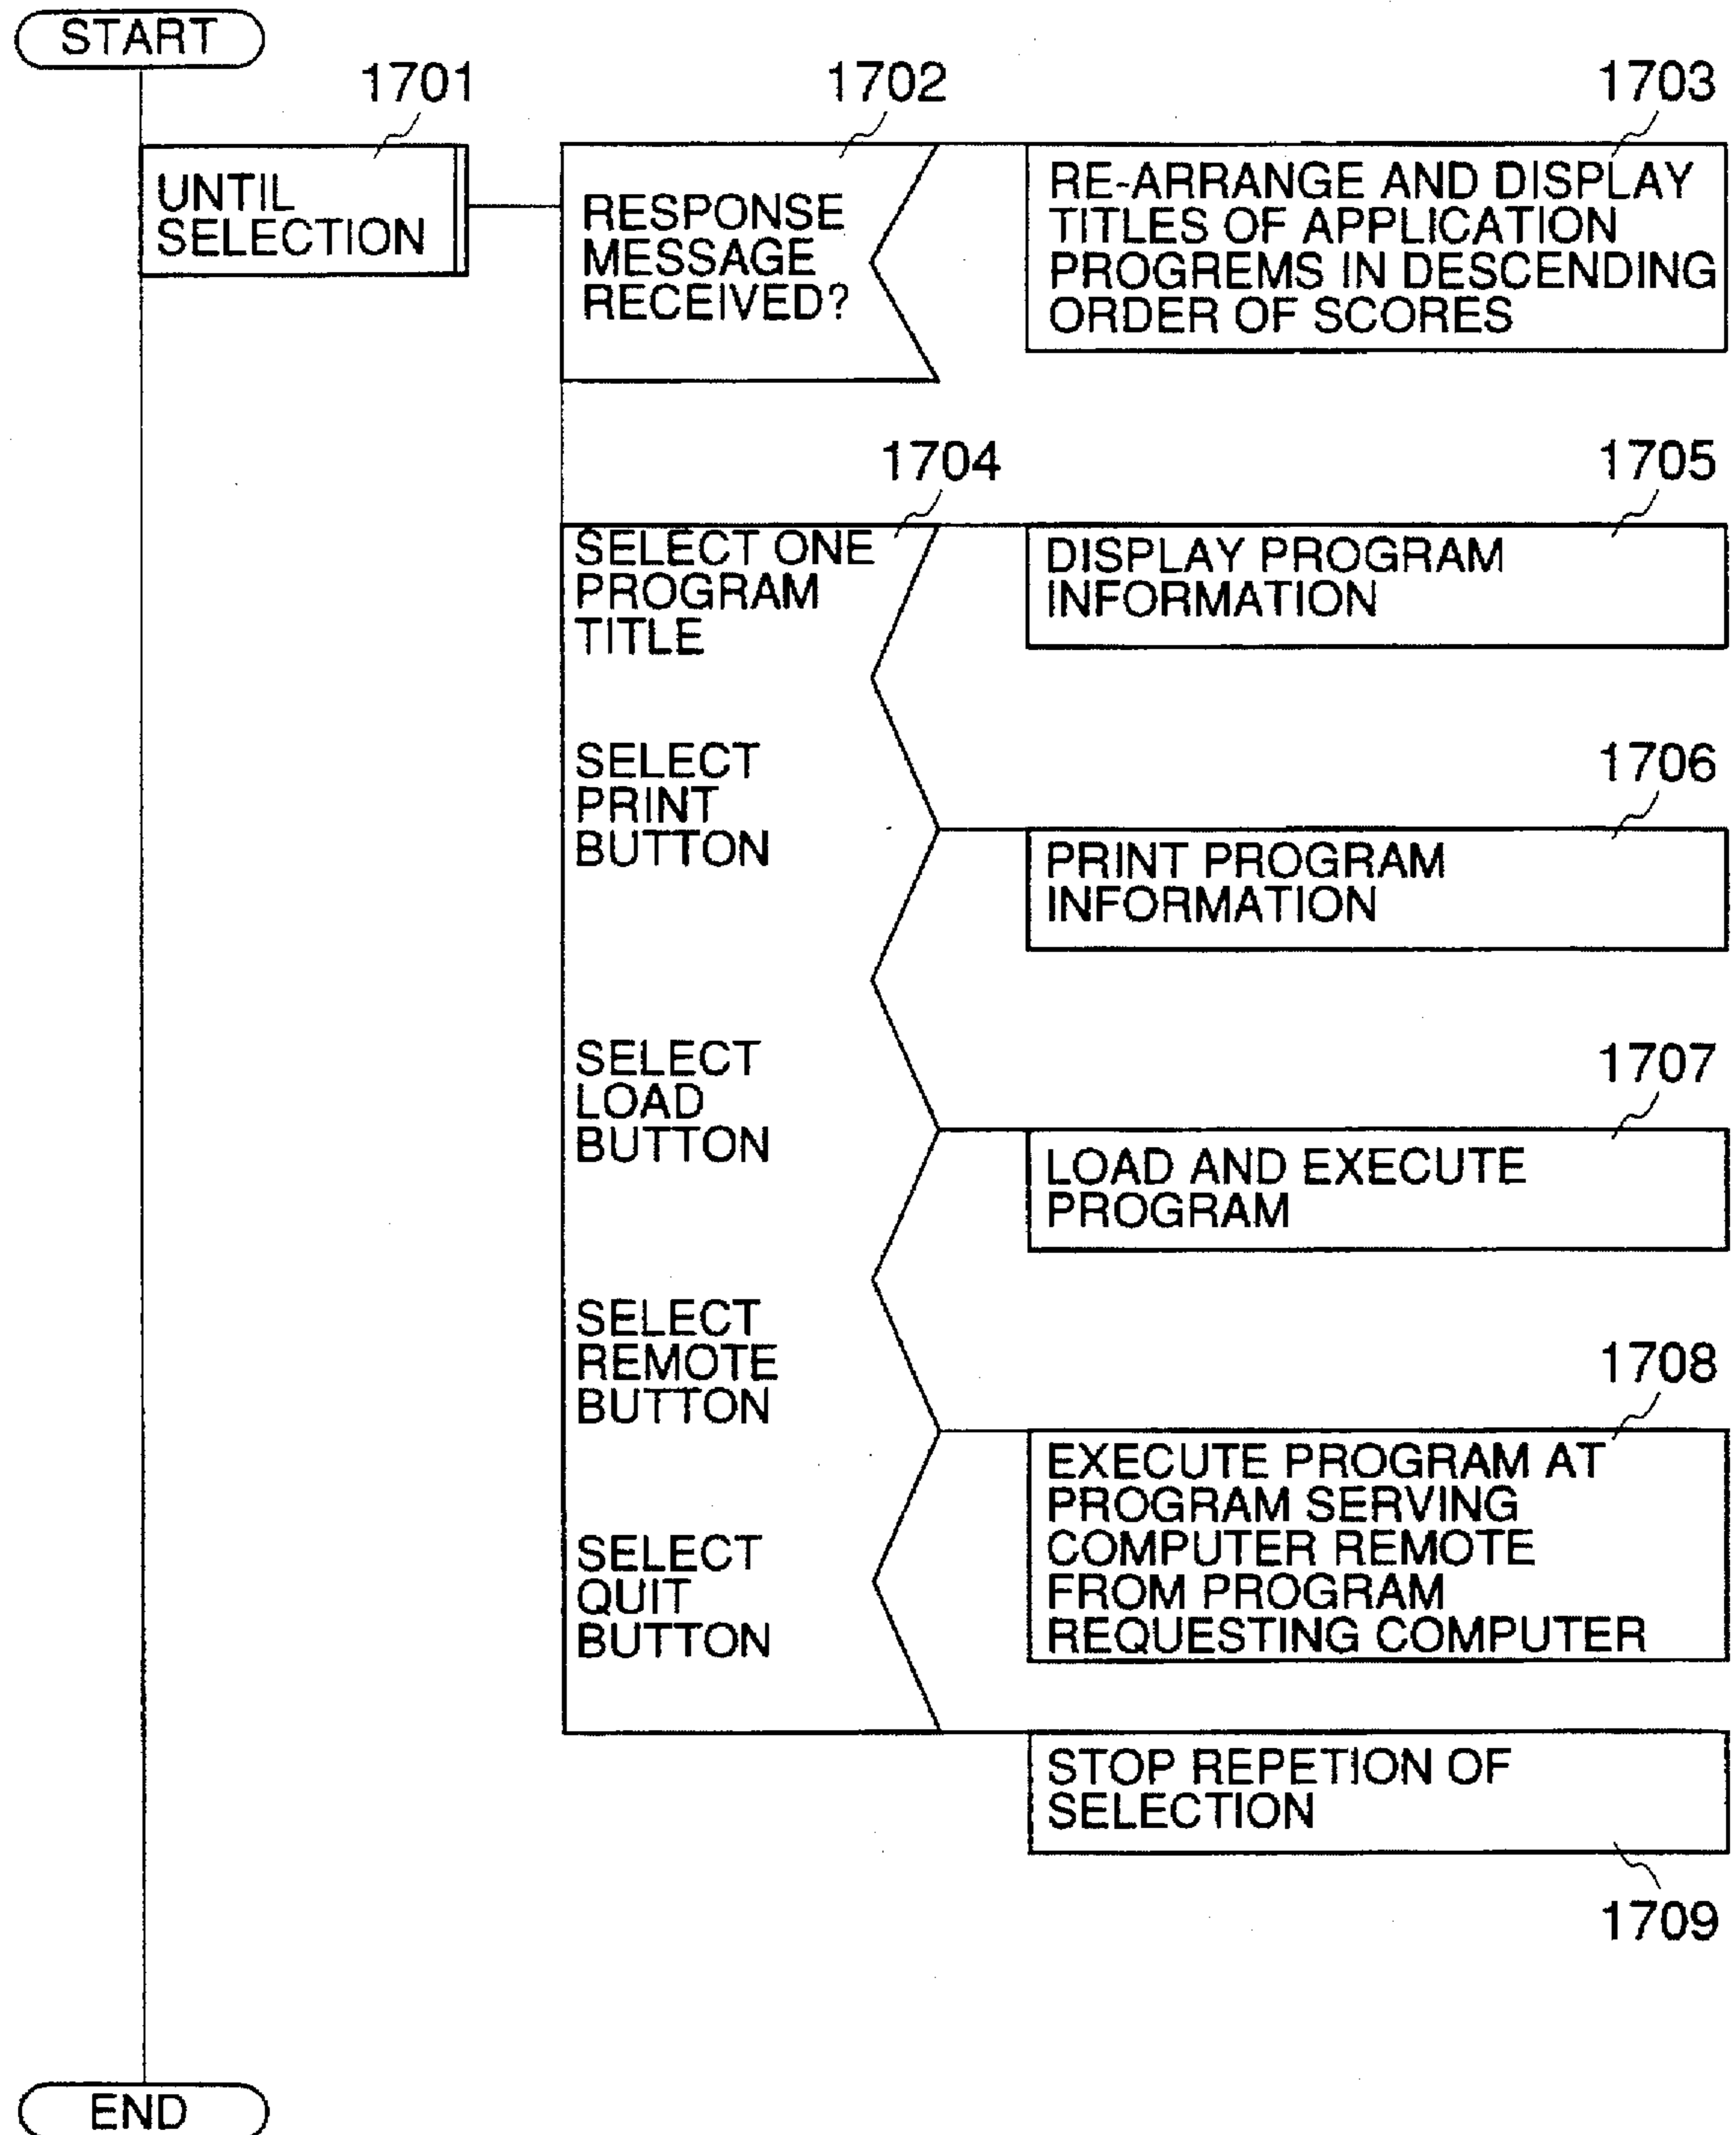 START
1701
UNTIL
SELECTION
1702
RESPONSE
MESSAGE
RECEIVED?
1703
RE-ARRANGE AND DISPLAY
TITLES OF APPLICATION
PROGREMS IN DESCENDING
ORDER OF SCORES
1704
SELECT ONE
PROGRAM
TITLE
1705
DISPLAY PROGRAM
INFORMATION
SELECT
PRINT
BUTTON
1706
PRINT PROGRAM
INFORMATION
SELECT
LOAD
BUTTON
1707
LOAD AND EXECUTE
PROGRAM
SELECT
REMOTE
BUTTON
1708
EXECUTE PROGRAM AT
PROGRAM SERVING
COMPUTER REMOTE
FROM PROGRAM
REQUESTING COMPUTER
SELECT
QUIT
BUTTON
STOP REPETION OF
SELECTION
1709
END